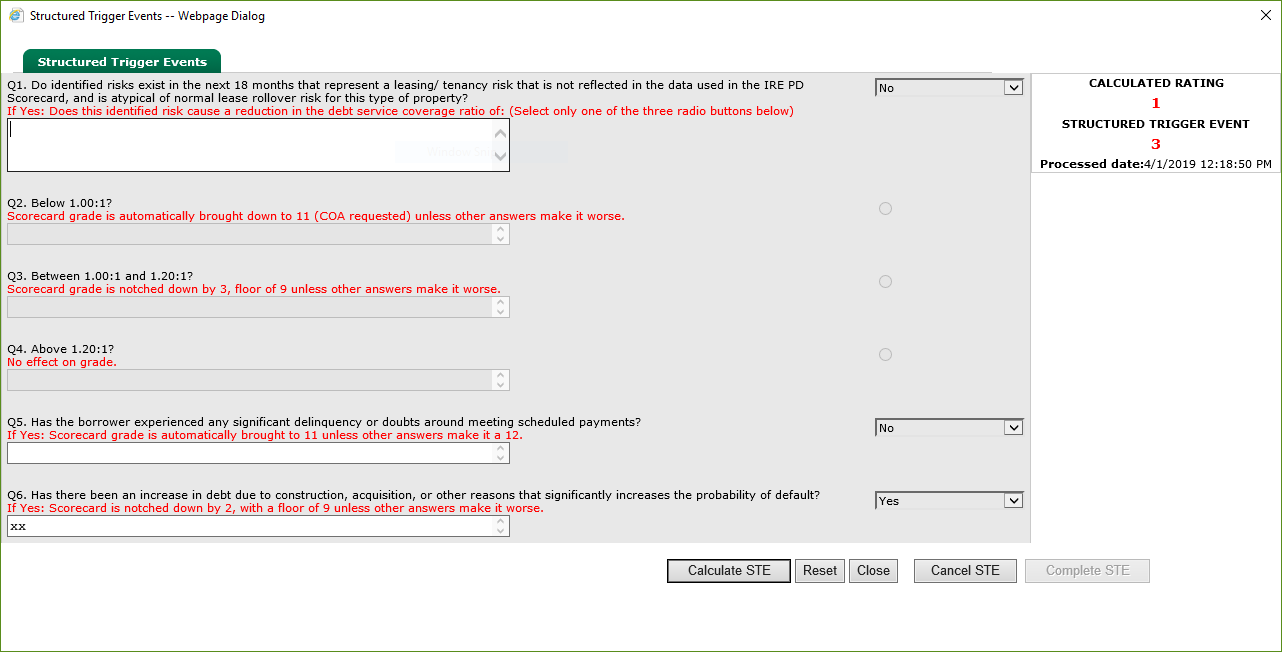 Structured Trigger Events -- Webpage Dialog
Structured Trigger Events
Q1. Do identified risks exist in the next 18 months that represent a leasing/ tenancy risk that is not reflected in the data used in the IRE PD
Scorecard, and is atypical of normal lease rollover risk for this type of property?
If Yes: Does this identified risk cause a reduction in the debt service coverage ratio of: (Select only one of the three radio buttons below)
No
CALCULATED RATING
1
STRUCTURED TRIGGER EVENT
3
Processed date:4/1/2019 12:18:50 PM
Q2. Below 1.00:1?
Scorecard grade is automatically brought down to 11 (COA requested) unless other answers make it worse.
Q3. Between 1.00:1 and 1.20:1?
Scorecard grade is notched down by 3, floor of 9 unless other answers make it worse.
Q4. Above 1.20:1?
No effect on grade.
Q5. Has the borrower experienced any significant delinquency or doubts around meeting scheduled payments?
If Yes: Scorecard grade is automatically brought to 11 unless other answers make it a 12.
No
Q6. Has there been an increase in debt due to construction, acquisition, or other reasons that significantly increases the probability of default?
If Yes: Scorecard is notched down by 2, with a floor of 9 unless other answers make it worse.
Yes
xx
Calculate STE
Reset
Close
Cancel STE
Complete STE